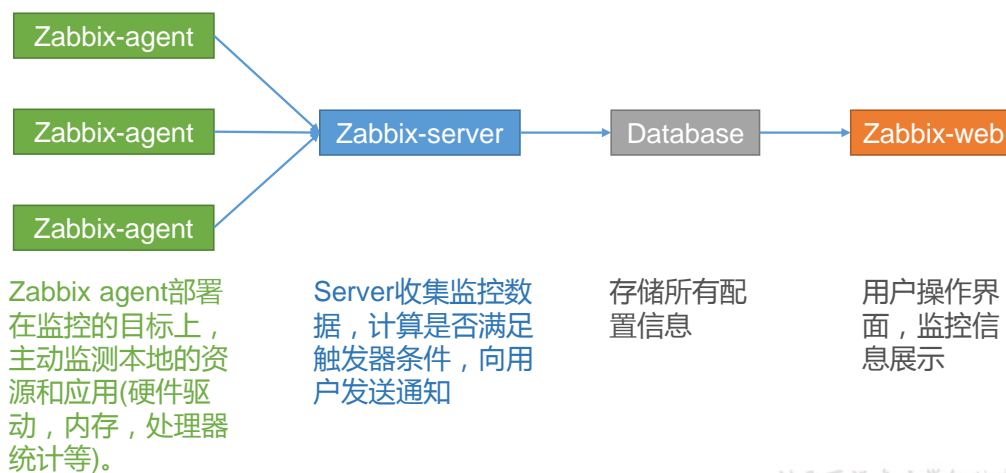 Zabbix-agent
Zabbix-agent
Zabbix-server
Database
Zabbix-web
Zabbix-agent
Zabbix agent部署
在监控的目标上，
主动监测本地的资
源和应用(硬件驱
动，内存，处理器
统计等)。
Server收集监控数
据，计算是否满足
触发器条件，向用
户发送通知
存储所有配
置信息
用户操作界
面，监控信
息展示